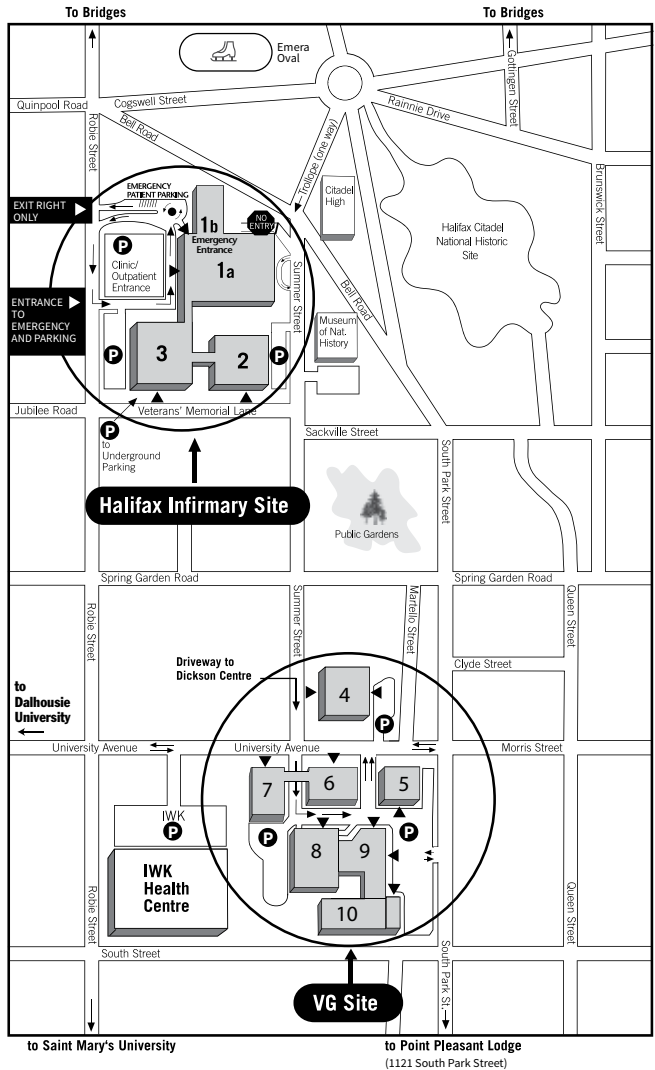 To Bridges
To Bridges
Emera
Oval
Gottingen Street
Quinpool Road
Cogswell Street
Rainnie Drive
Robie Street
Bell Road
Trollope (one way)
Brunswick Street
EMERGENCY
PATIENT PARKING
Citadel
High
EXIT RIGHT
ONLY
1b
NO
ENTRY
Halifax Citadel
National Historic
Site
P
Emergency
Entrance
Clinic/
Outpatient
Entrance
1a
Summer Street
Bell Road
ENTRANCE
TO
EMERGENCY
AND PARKING
Museum
of Nat.
History
P
3
2
P
Jubilee Road
Veterans' Memorial Lane
P
to
Underground
Parking
Sackville Street
South Park Street
Halifax Infirmary Site
Public Gardens
Spring Garden Road
Spring Garden Road
Robie Street
Summer Street
Martello Street
Queen Street
Driveway to
Dickson Centre
Clyde Street
to
Dalhousie
University
4
P
University Avenue
University Avenue
Morris Street
7
6
5
IWK
P
P
P
8
9
IWK
Health
Centre
Robie Street
Queen Street
10
South Street
South Park St.
VG Site
to Saint Mary's University
to Point Pleasant Lodge
(1121 South Park Street)